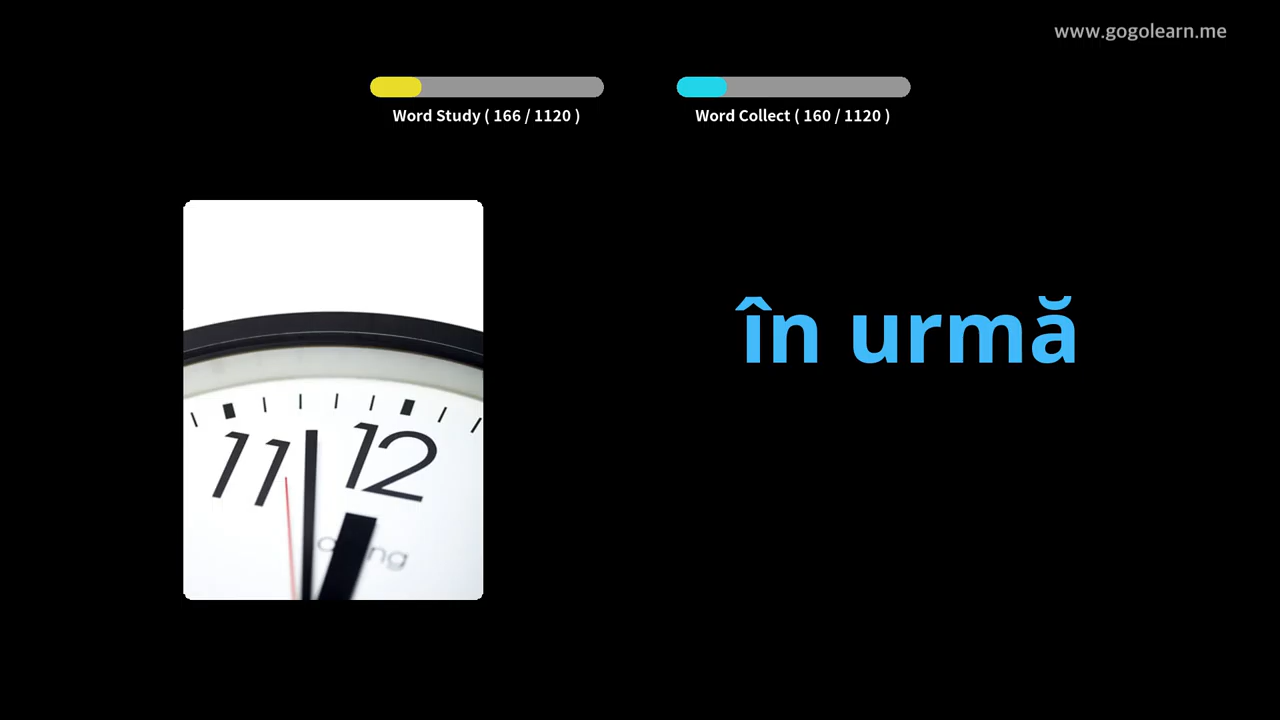 www.gogolearn.me
Word Study ( 166 / 1120 )
Word Collect ( 160 / 1120 )
în urmă
11
12